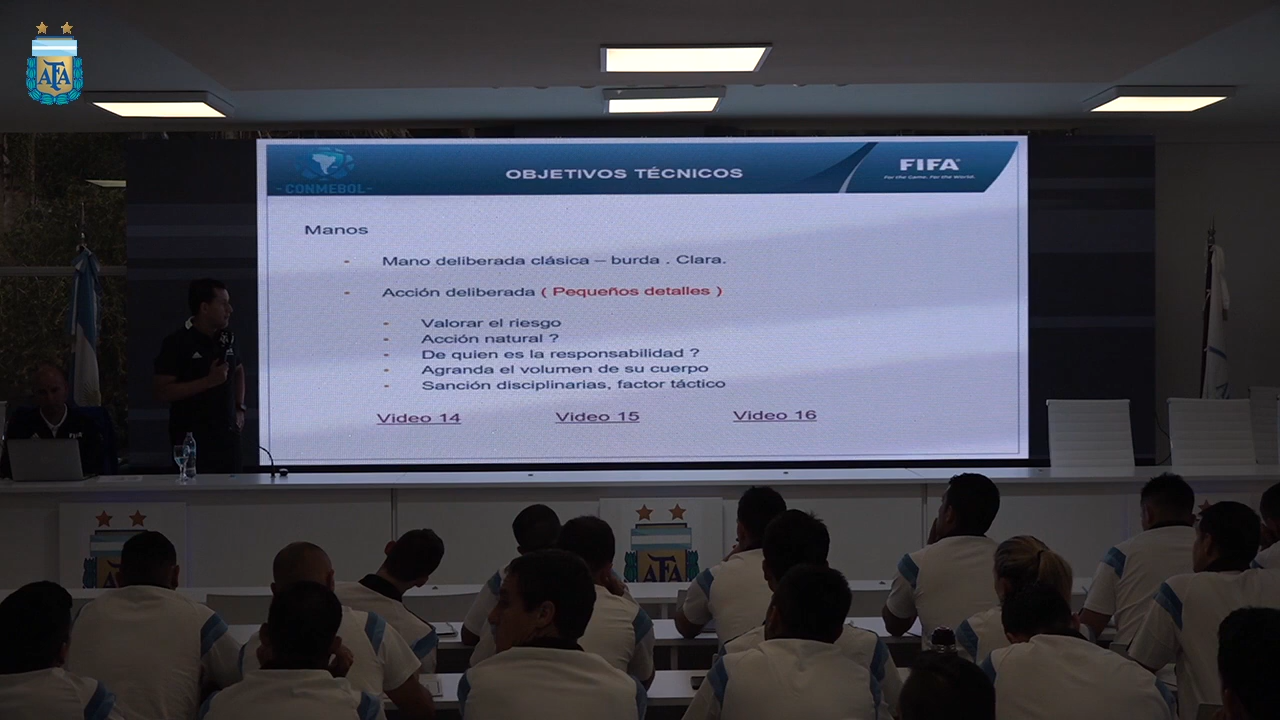 AFA
CONMEBOL
OBJETIVOS TÉCNICOS
FIFA
For the Game. For the World.
Manos
- Mano deliberada clásica – burda . Clara.
- Acción deliberada ( Pequeños detalles )
- Valorar el riesgo
- Acción natural ?
- De quien es la responsabilidad ?
- Agranda el volumen de su cuerpo
- Sanción disciplinarias, factor táctico
Video 14 Video 15 Video 16
AFA
AFA